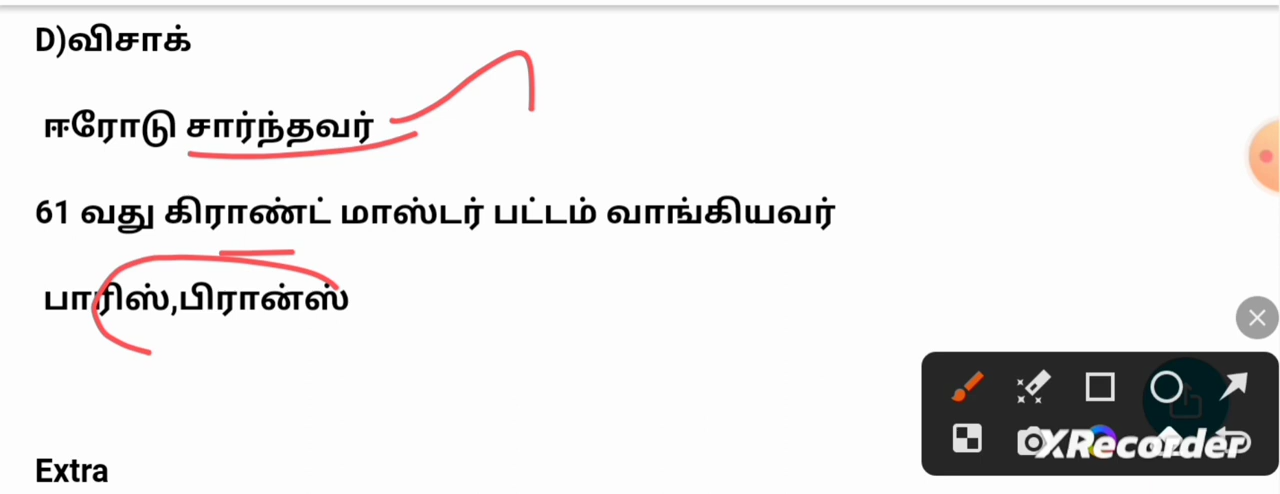 D)விசாக்
ஈரோடு சார்ந்தவர்
61 வது கிராண்ட் மாஸ்டர் பட்டம் வாங்கியவர்
பாரிஸ்,பிரான்ஸ்
XRecorder
Extra